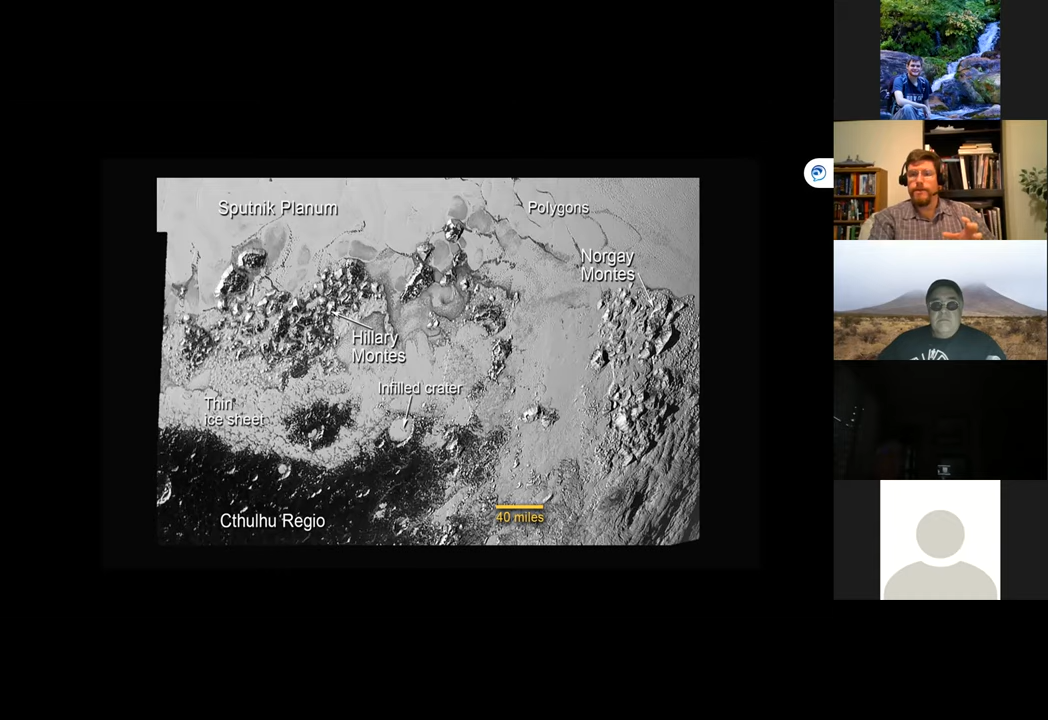 Sputnik Planum
Polygons
Norgay
Montes
Hillary
Montes
Infilled crater
Thin
ice sheet
Cthulhu Regio
40 miles